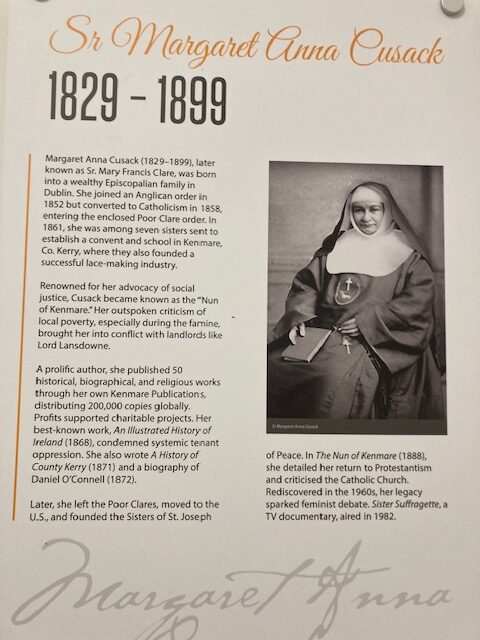 Sr Margaret Anna Cusack
1829 – 1899
Margaret Anna Cusack (1829–1899), later
known as Sr. Mary Francis Clare, was born
into a wealthy Episcopalian family in
Dublin. She joined an Anglican order in
1852 but converted to Catholicism in 1858,
entering the enclosed Poor Clare order. In
1861, she was among seven sisters sent to
establish a convent and school in Kenmare,
Co. Kerry, where they also founded a
successful lace-making industry.
Renowned for her advocacy of social
justice, Cusack became known as the "Nun
of Kenmare." Her outspoken criticism of
local poverty, especially during the famine,
brought her into conflict with landlords like
Lord Lansdowne.
A prolific author, she published 50
historical, biographical, and religious works
through her own Kenmare Publications,
distributing 200,000 copies globally.
Profits supported charitable projects. Her
best-known work, An Illustrated History of
Ireland (1868), condemned systemic tenant
oppression. She also wrote A History of
County Kerry (1871) and a biography of
Daniel O'Connell (1872).
Later, she left the Poor Clares, moved to the
U.S., and founded the Sisters of St. Joseph
Sr Margaret Anna Cusack
of Peace. In The Nun of Kenmare (1888),
she detailed her return to Protestantism
and criticised the Catholic Church.
Rediscovered in the 1960s, her legacy
sparked feminist debate. Sister Suffragette, a
TV documentary, aired in 1982.
Margaret Anna